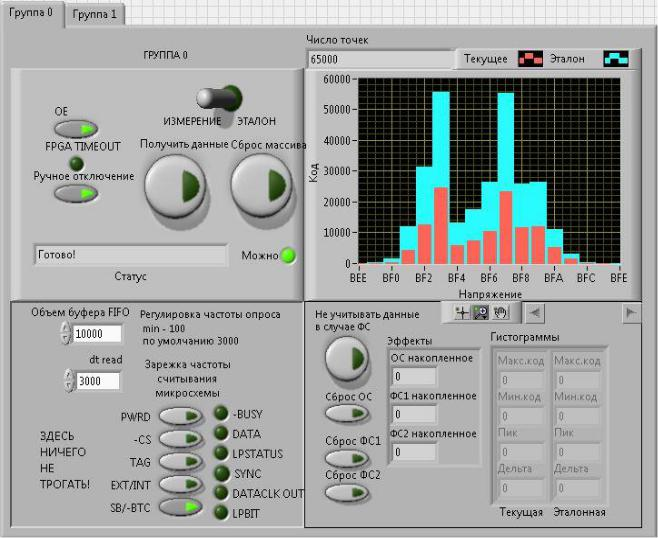 Группа 0
Группа 1
ГРУППА 0
Число точек
65000
Текущее
Эталон
OE
FPGA TIMEOUT
Ручное отключение
ИЗМЕРЕНИЕ
ЭТАЛОН
Получить данные
Сброс массива
Готово!
Можно
Статус
Код
60000
50000
40000
30000
20000
10000
0
BEE BF0 BF2 BF4 BF6 BF8 BFA BFC BFE
Напряжение
Объем буфера FIFO
10000
dt read
3000
Регулировка частоты опроса
min - 100
по умолчанию 3000
Зарежка частоты
считывания
микросхемы
ЗДЕСЬ
НИЧЕГО
НЕ
ТРОГАТЬ!
PWRD
-CS
TAG
EXT/INT
SB/-BTC
-BUSY
DATA
LPSTATUS
SYNC
DATACLK OUT
LPBIT
Не учитывать данные
в случае ФС
Сброс ОС
Сброс ФС1
Сброс ФС2
Эффекты
ОС накопленное
0
ФС1 накопленное
0
ФС2 накопленное
0
Гистограммы
Макс.код
0
Мин.код
0
Пик
0
Дельта
0
Текущая
Макс.код
0
Мин.код
0
Пик
0
Дельта
0
Эталонная